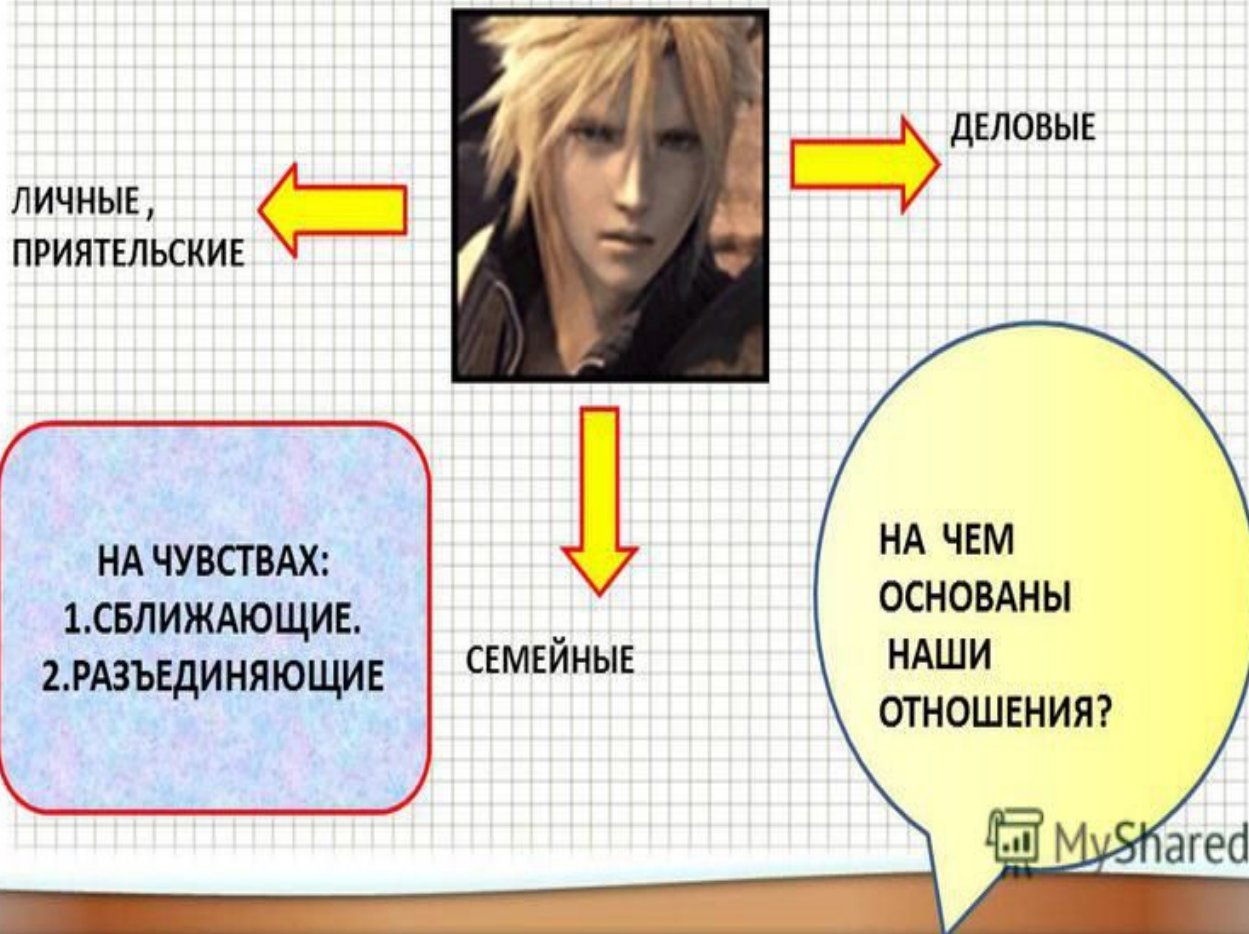 ДЕЛОВЫЕ
ЛИЧНЫЕ ,
ПРИЯТЕЛЬСКИЕ
НА ЧУВСТВАХ:
1.СБЛИЖАЮЩИЕ.
2.РАЗЪЕДИНЯЮЩИЕ
СЕМЕЙНЫЕ
НА ЧЕМ
ОСНОВАНЫ
НАШИ
ОТНОШЕНИЯ?
MyShared